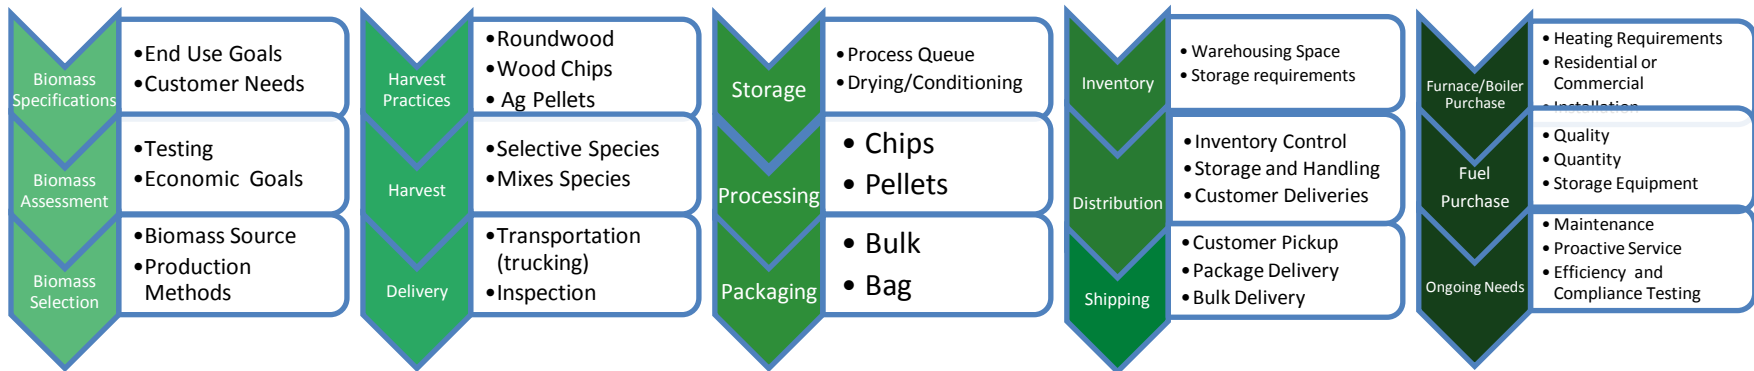 Biomass
Specifications
• End Use Goals
• Customer Needs
Biomass
Assessment
• Testing
• Economic Goals
Biomass
Selection
• Biomass Source
• Production
Methods
Harvest
Practices
• Roundwood
• Wood Chips
• Ag Pellets
Harvest
• Selective Species
• Mixes Species
Delivery
• Transportation
(trucking)
• Inspection
Storage
• Process Queue
• Drying/Conditioning
Processing
• Chips
• Pellets
Packaging
• Bulk
• Bag
Inventory
• Warehousing Space
• Storage requirements
Distribution
• Inventory Control
• Storage and Handling
• Customer Deliveries
Shipping
• Customer Pickup
• Package Delivery
• Bulk Delivery
Furnace/Boiler
Purchase
• Heating Requirements
• Residential or
Commercial
• Installation
Fuel
Purchase
• Quality
• Quantity
• Storage Equipment
Ongoing Needs
• Maintenance
• Proactive Service
• Efficiency and
Compliance Testing